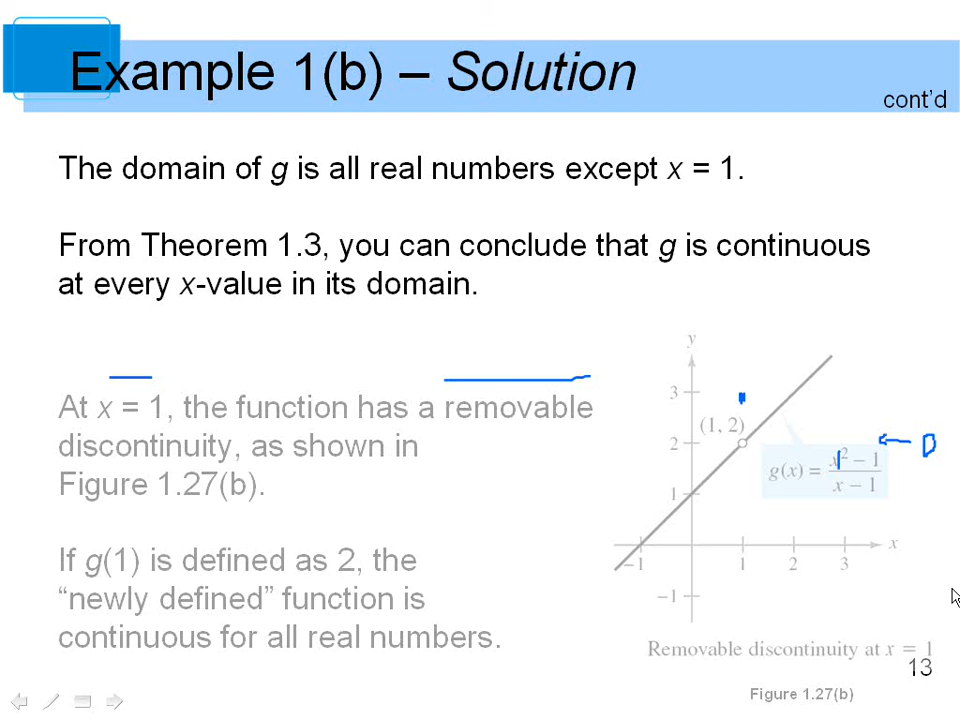 Example 1(b) – Solution
cont'd
The domain of g is all real numbers except x = 1.
From Theorem 1.3, you can conclude that g is continuous
at every x-value in its domain.
At x = 1, the function has a removable
discontinuity, as shown in
Figure 1.27(b).
If g(1) is defined as 2, the
“newly defined” function is
continuous for all real numbers.
y
3
(1, 2)
2
g(x) = x² – 1 / x – 1
1
x
–1 1 2 3
–1
Removable discontinuity at x = 1
13
Figure 1.27(b)